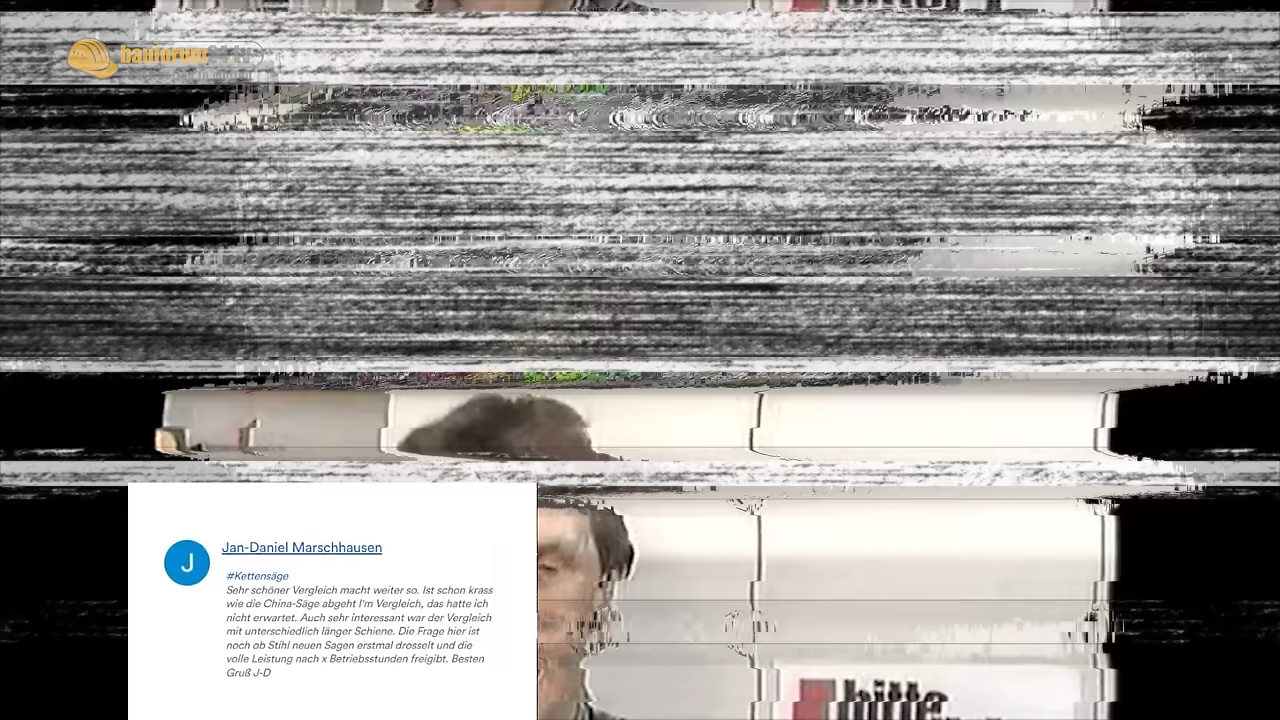 J
Jan-Daniel Marschhausen
#Kettensäge
Sehr schöner Vergleich macht weiter so. Ist schon krass
wie die China-Säge abgeht I'm Vergleich, das hatte ich
nicht erwartet. Auch sehr interessant war der Vergleich
mit unterschiedlich länger Schiene. Die Frage hier ist
noch ob Stihl neuen Sagen erstmal drosselt und die
volle Leistung nach x Betriebsstunden freigibt. Besten
Gruß J-D
bitte